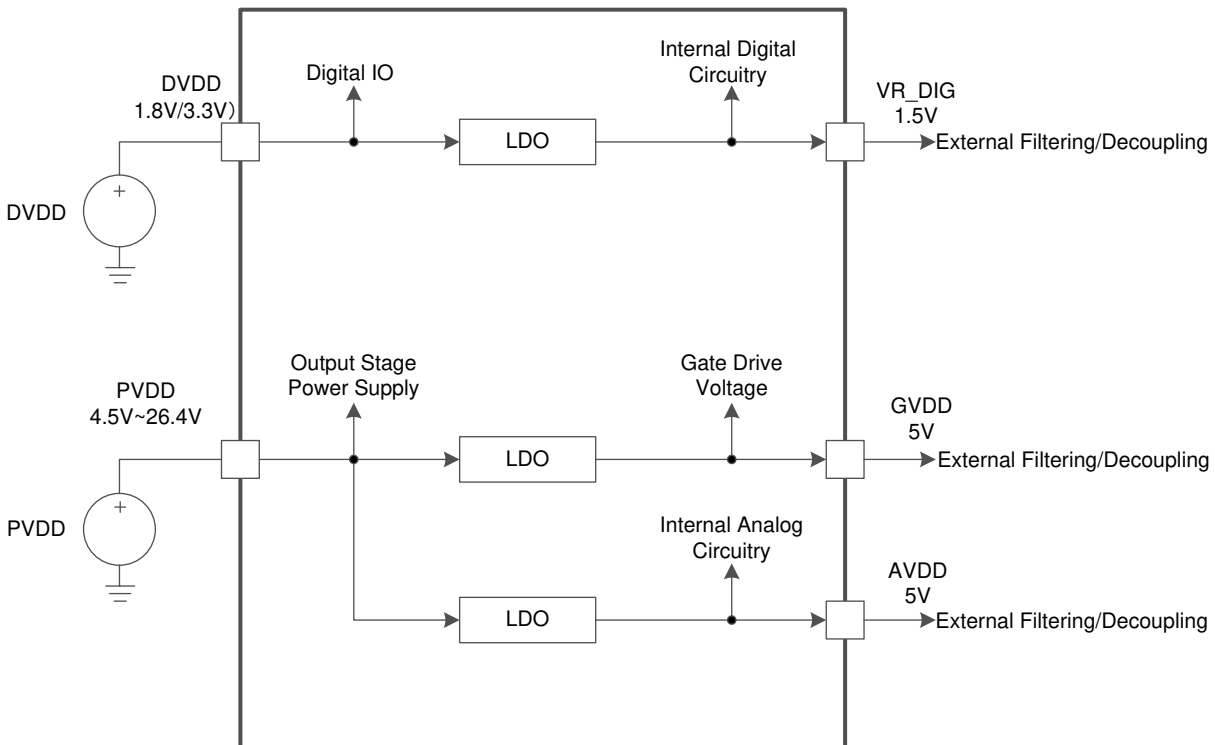 DVDD
1.8V/3.3V)
Digital IO
Internal Digital
Circuitry
VR_DIG
1.5V
LDO
External Filtering/Decoupling
+
DVDD
PVDD
4.5V~26.4V
Output Stage
Power Supply
Gate Drive
Voltage
GVDD
5V
LDO
External Filtering/Decoupling
+
PVDD
Internal Analog
Circuitry
AVDD
5V
LDO
External Filtering/Decoupling